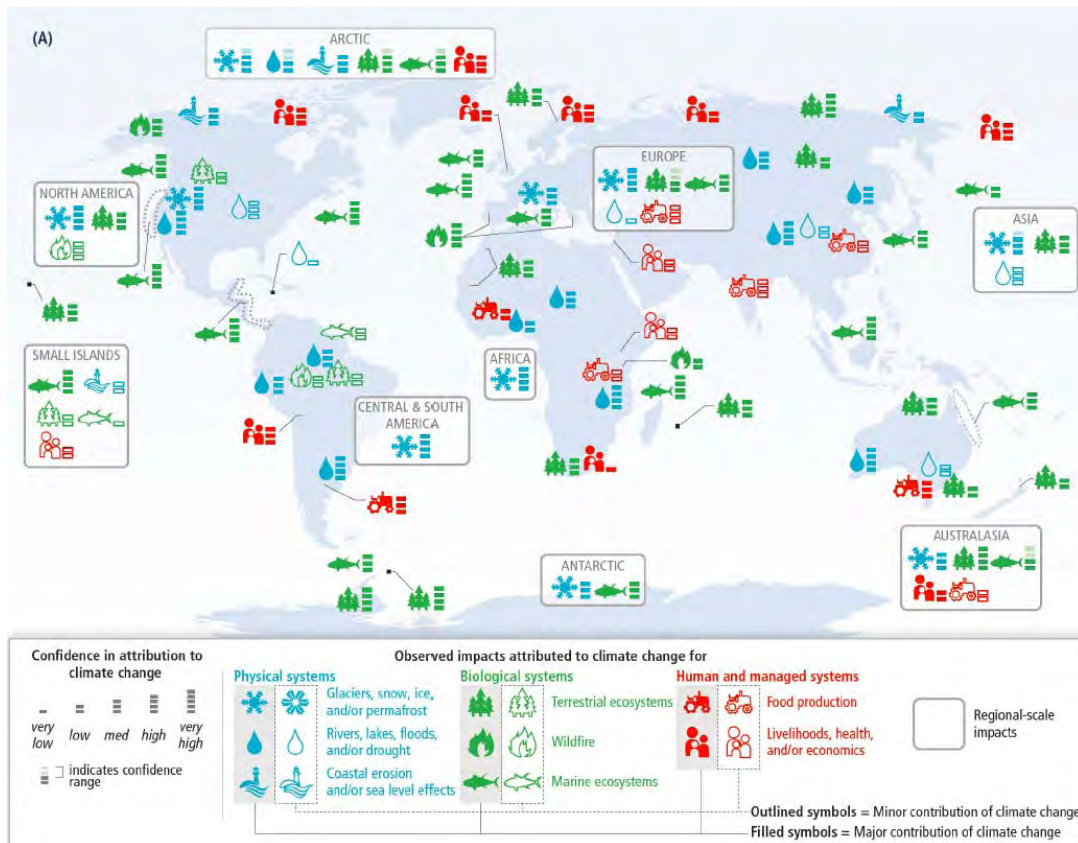 (A)
ARCTIC
EUROPE
NORTH AMERICA
ASIA
SMALL ISLANDS
AFRICA
CENTRAL & SOUTH
AMERICA
ANTARCTIC
AUSTRALASIA
Confidence in attribution to
climate change
very
low
low
med
high
very
high
indicates confidence
range
Observed impacts attributed to climate change for
Physical systems
Glaciers, snow, ice,
and/or permafrost
Rivers, lakes, floods,
and/or drought
Coastal erosion
and/or sea level effects
Biological systems
Terrestrial ecosystems
Wildfire
Marine ecosystems
Human and managed systems
Food production
Livelihoods, health,
and/or economics
Regional-scale
impacts
Outlined symbols = Minor contribution of climate change
Filled symbols = Major contribution of climate change